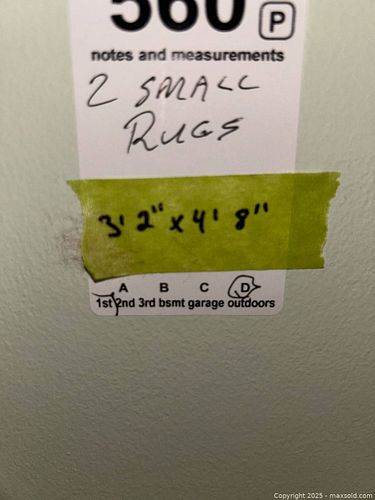 560 P
notes and measurements
2 SMALL
RUGS
3' 2" x 4' 8"
A B C D
1st 2nd 3rd bsmt garage outdoors
Copyright 2025 - maxsold.com